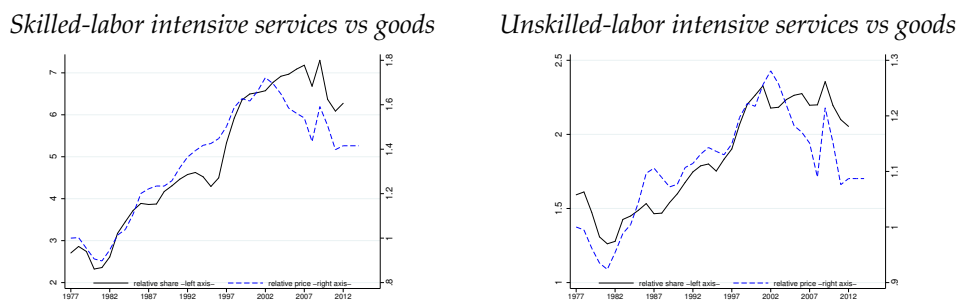 Skilled-labor intensive services vs goods
7
6
5
4
3
2
1.8
1.6
1.4
1.2
1
.8
relative share –left axis–
relative price –right axis–
1977 1982 1987 1992 1997 2002 2007 2012
Unskilled-labor intensive services vs goods
2.5
2
1.5
1
1.3
1.2
1.1
1
.9
relative share –left axis–
relative price –right axis–
1977 1982 1987 1992 1997 2002 2007 2012